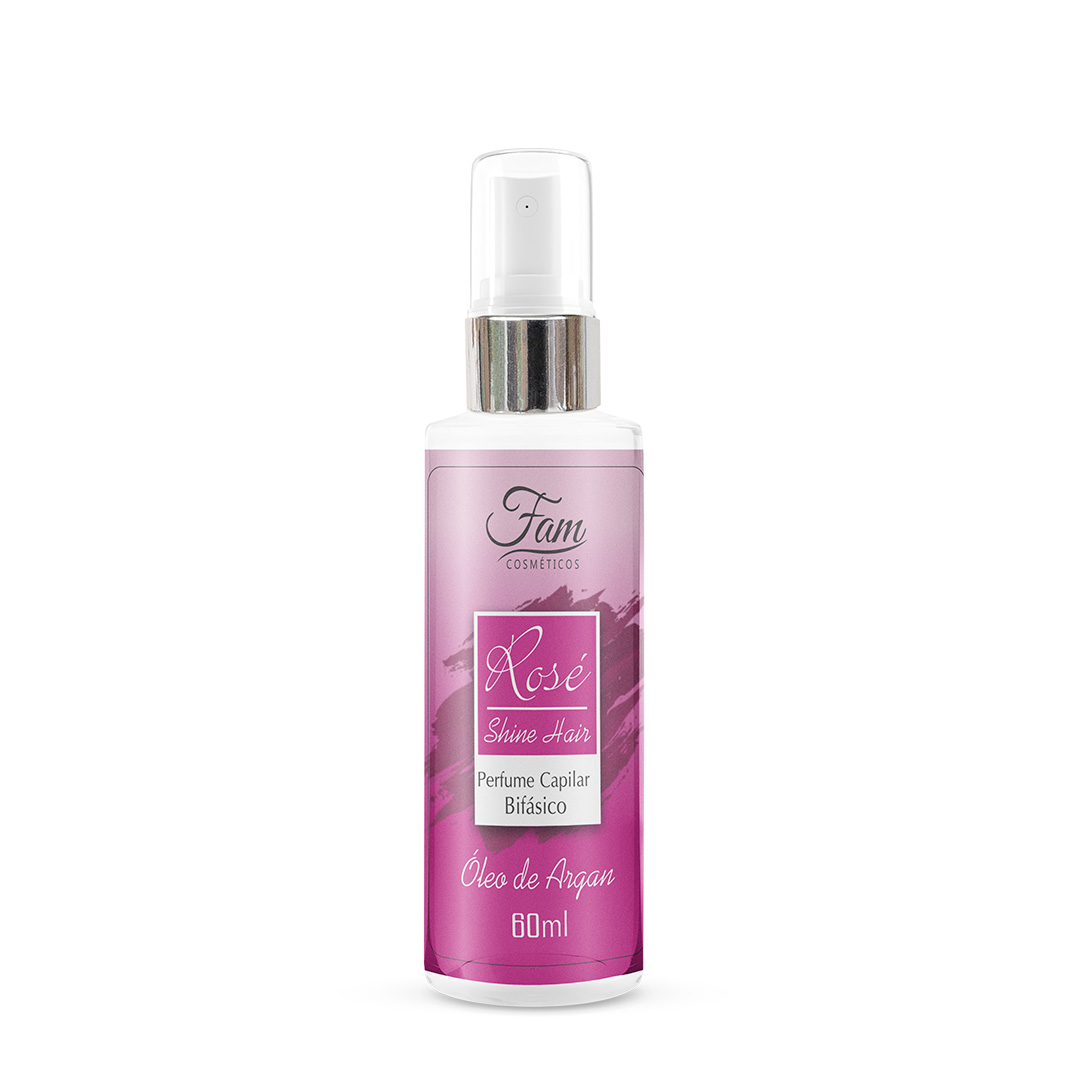 Fam
COSMÉTICOS
Rosé
Shine Hair
Perfume Capilar
Bifásico
Óleo de Argan
60ml